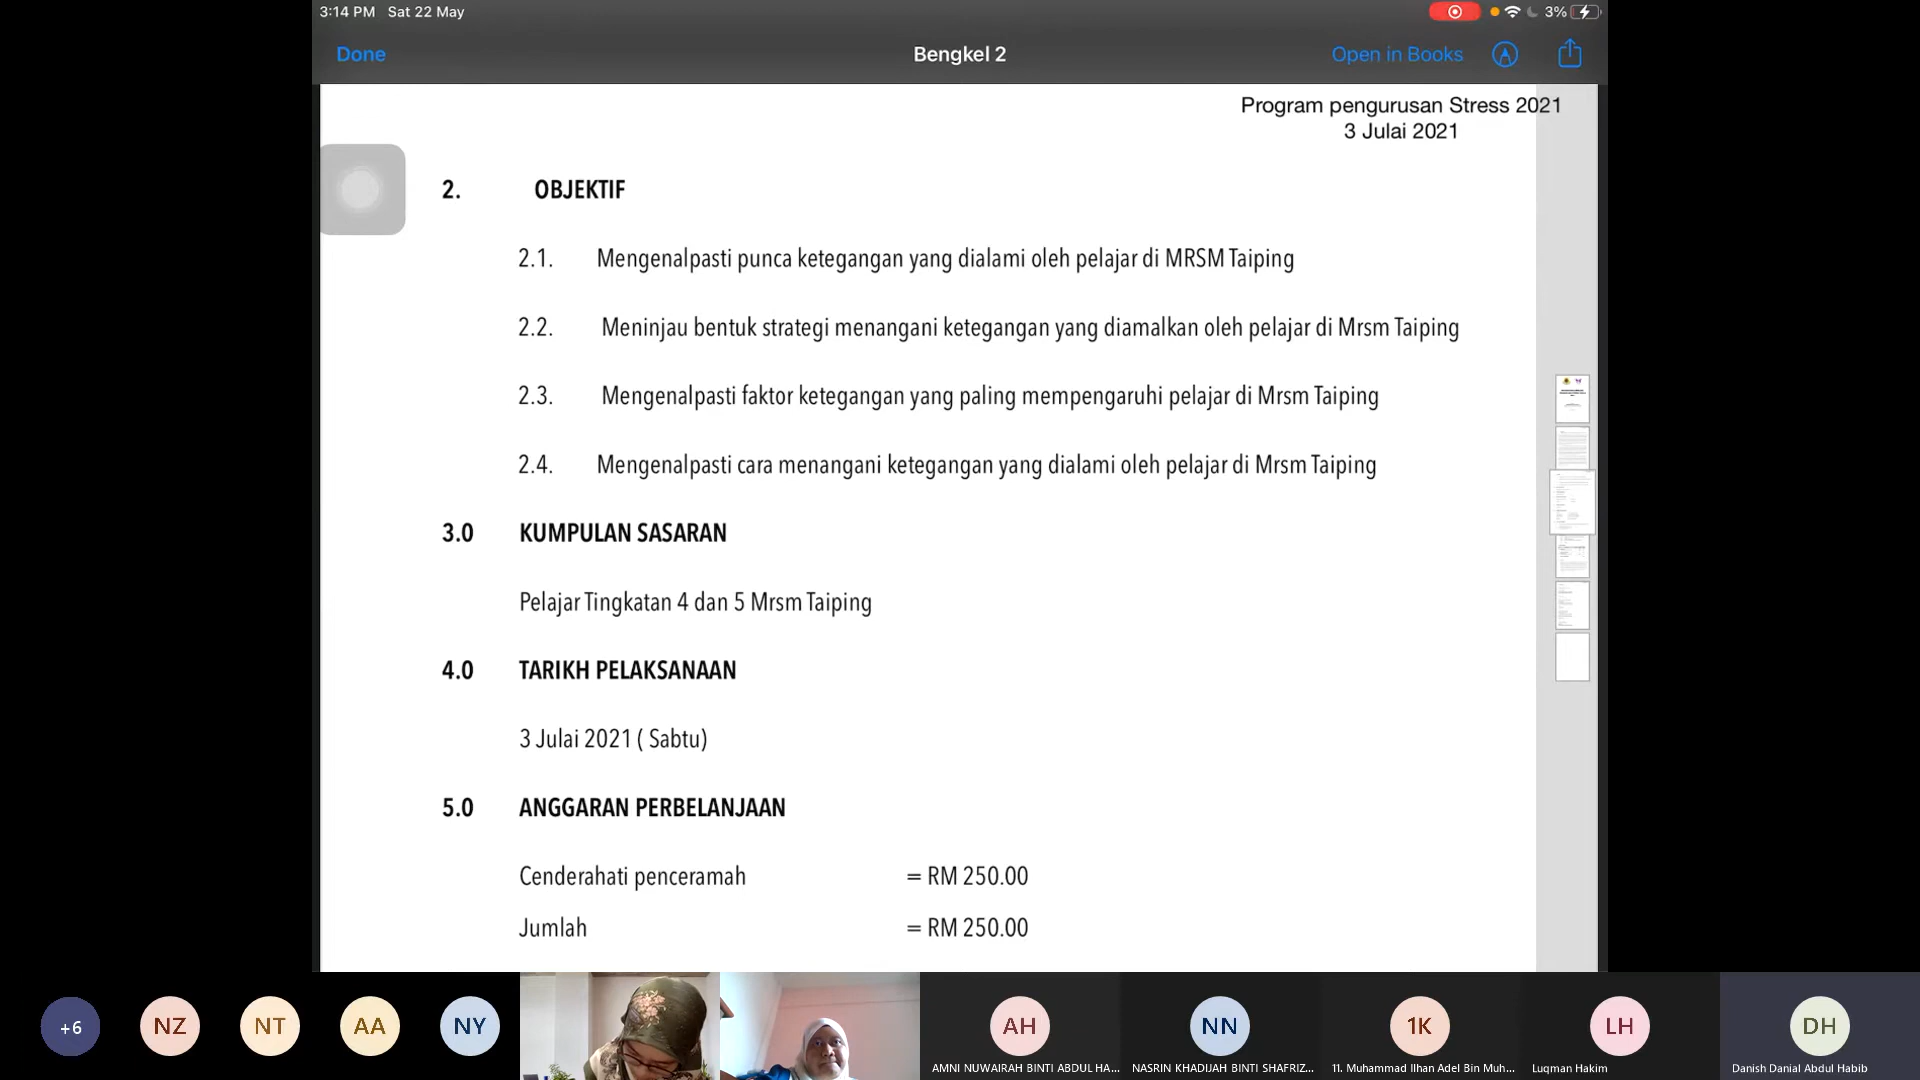 3:14 PM Sat 22 May
3%
Done
Bengkel 2
Open in Books
Program pengurusan Stress 2021
3 Julai 2021
2. OBJEKTIF
2.1. Mengenalpasti punca ketegangan yang dialami oleh pelajar di MRSM Taiping
2.2. Meninjau bentuk strategi menangani ketegangan yang diamalkan oleh pelajar di Mrsm Taiping
2.3. Mengenalpasti faktor ketegangan yang paling mempengaruhi pelajar di Mrsm Taiping
2.4. Mengenalpasti cara menangani ketegangan yang dialami oleh pelajar di Mrsm Taiping
3.0 KUMPULAN SASARAN
Pelajar Tingkatan 4 dan 5 Mrsm Taiping
4.0 TARIKH PELAKSANAAN
3 Julai 2021 ( Sabtu)
5.0 ANGGARAN PERBELANJAAN
Cenderahati penceramah = RM 250.00
Jumlah = RM 250.00
+6 NZ NT AA NY AH NN 1K LH DH
AMNI NUWAIRAH BINTI ABDUL HA... NASRIN KHADIJAH BINTI SHAFRIZ... 11. Muhammad Ilhan Adel Bin Muh... Luqman Hakim Danish Danial Abdul Habib